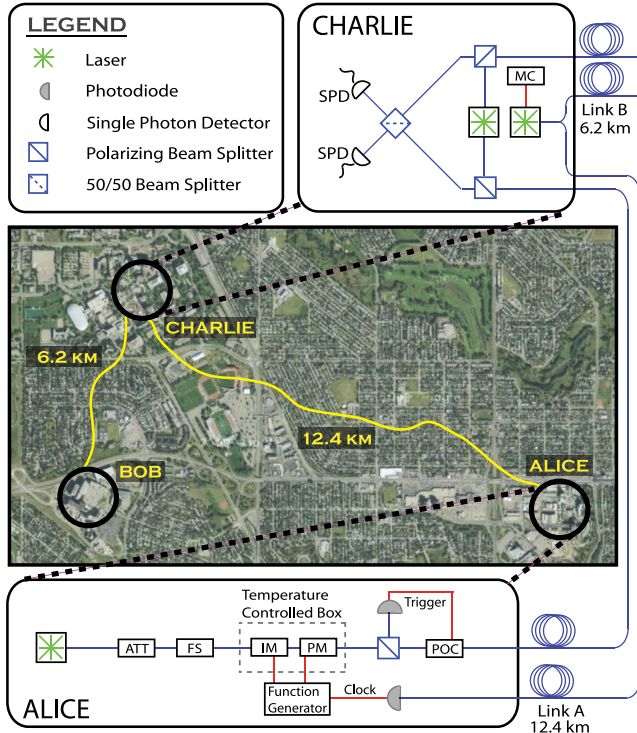 LEGEND
Laser
Photodiode
Single Photon Detector
Polarizing Beam Splitter
50/50 Beam Splitter
CHARLIE
SPD
SPD
MC
Link B
6.2 km
CHARLIE
6.2 KM
12.4 KM
BOB
ALICE
Temperature
Controlled Box
Trigger
ATT
FS
IM
PM
POC
Function
Generator
Clock
ALICE
Link A
12.4 km